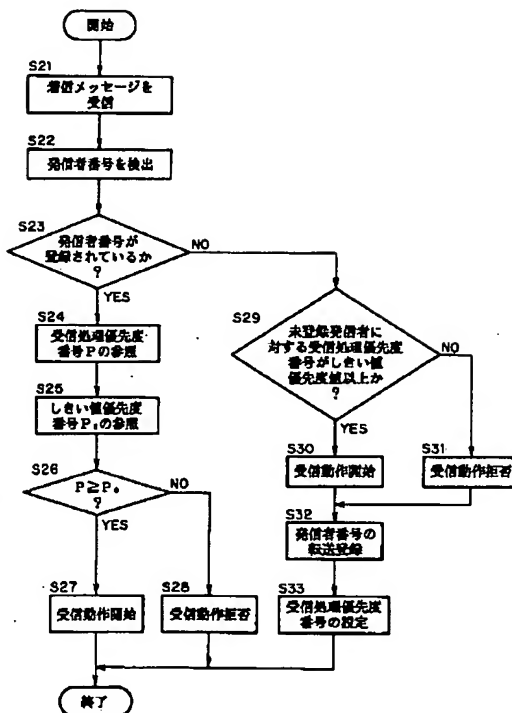 開始
S21
着信メッセージを
受信
S22
発信者番号を検出
S23
発信者番号が
登録されているか
?
NO
YES
S24
受信処理優先度
番号Pの参照
S25
しきい値優先度
番号P₀の参照
S26
P≧P₀
?
NO
YES
S27
受信動作開始
S28
受信動作拒否
S29
未登録発信者に
対する受信処理優先度
番号がしきい値
優先度値以上か
?
NO
YES
S30
受信動作開始
S31
受信動作拒否
S32
発信者番号の
転送登録
S33
受信処理優先度
番号の設定
終了